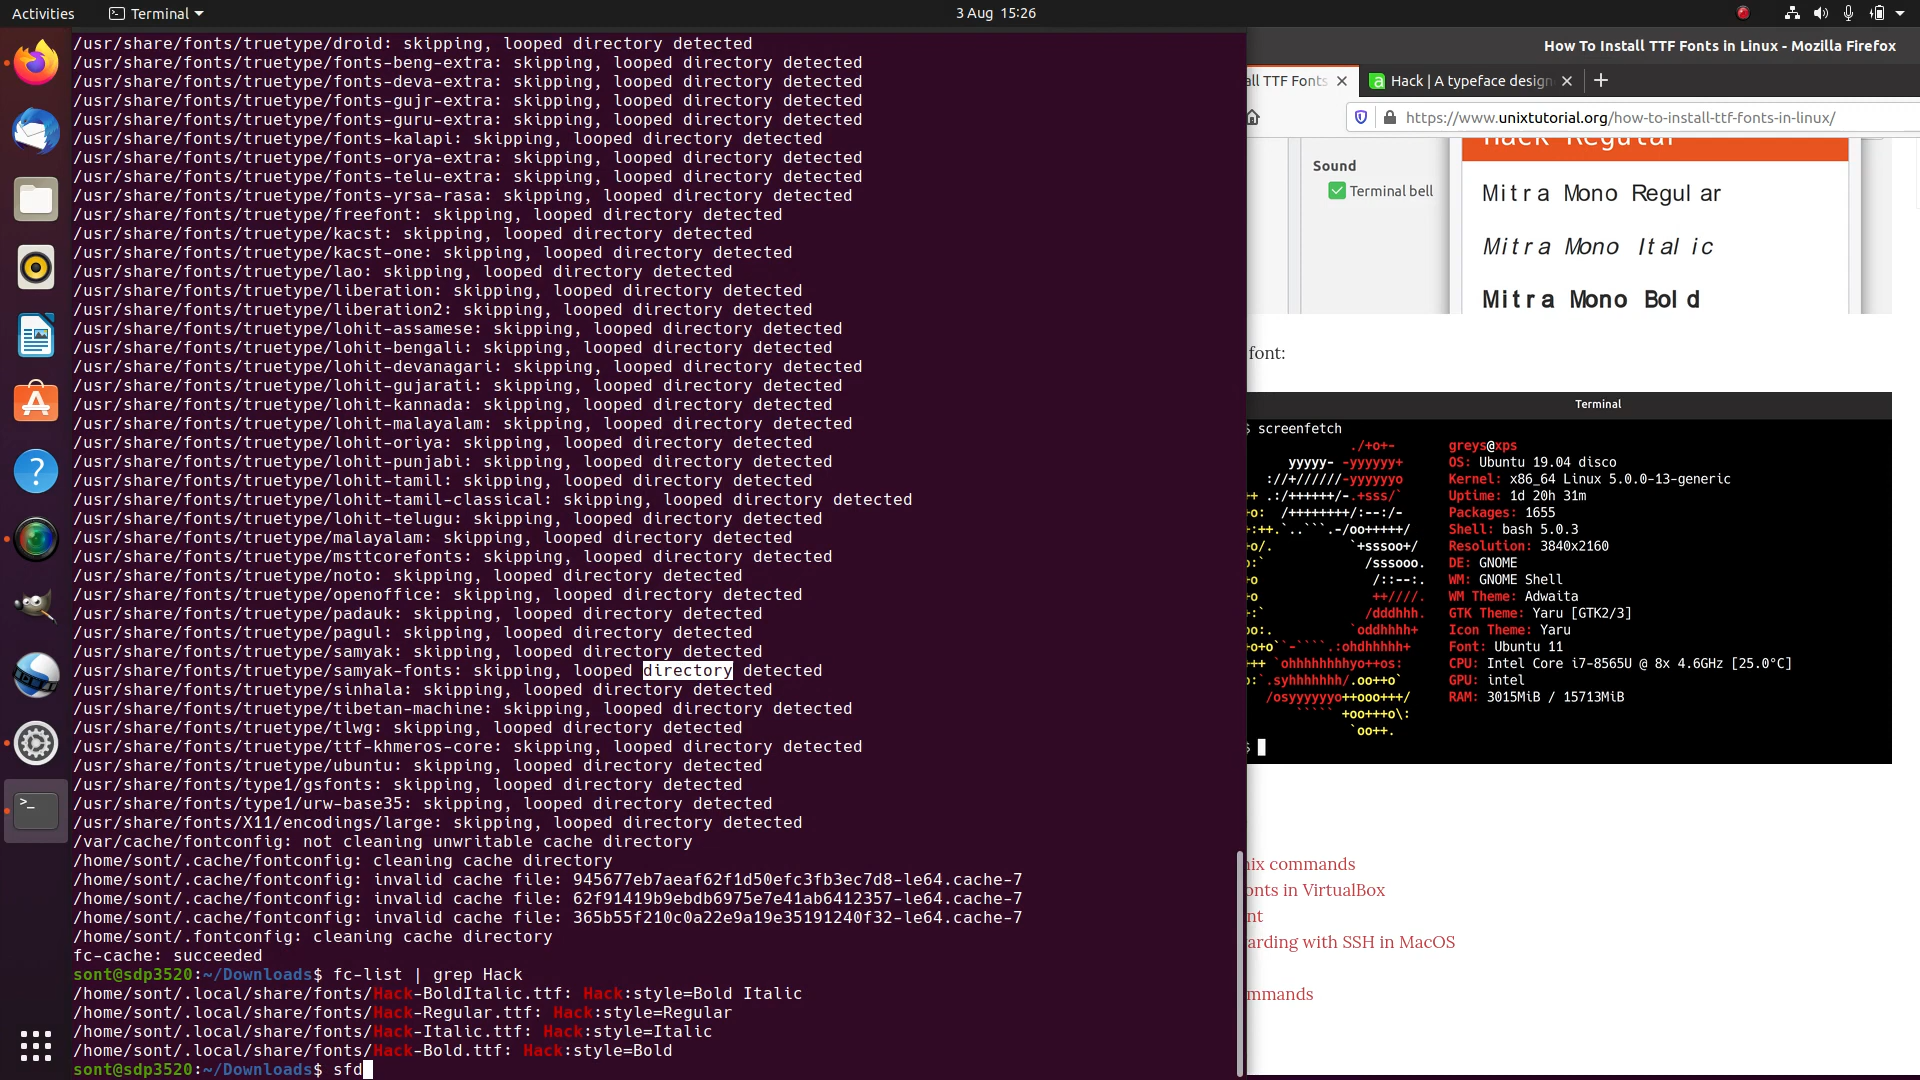 Activities
Terminal
3 Aug 15:26
/usr/share/fonts/truetype/droid: skipping, looped directory detected
/usr/share/fonts/truetype/fonts-beng-extra: skipping, looped directory detected
/usr/share/fonts/truetype/fonts-deva-extra: skipping, looped directory detected
/usr/share/fonts/truetype/fonts-gujr-extra: skipping, looped directory detected
/usr/share/fonts/truetype/fonts-guru-extra: skipping, looped directory detected
/usr/share/fonts/truetype/fonts-kalapi: skipping, looped directory detected
/usr/share/fonts/truetype/fonts-orya-extra: skipping, looped directory detected
/usr/share/fonts/truetype/fonts-telu-extra: skipping, looped directory detected
/usr/share/fonts/truetype/fonts-yrsa-rasa: skipping, looped directory detected
/usr/share/fonts/truetype/freefont: skipping, looped directory detected
/usr/share/fonts/truetype/kacst: skipping, looped directory detected
/usr/share/fonts/truetype/kacst-one: skipping, looped directory detected
/usr/share/fonts/truetype/lao: skipping, looped directory detected
/usr/share/fonts/truetype/liberation: skipping, looped directory detected
/usr/share/fonts/truetype/liberation2: skipping, looped directory detected
/usr/share/fonts/truetype/lohit-assamese: skipping, looped directory detected
/usr/share/fonts/truetype/lohit-bengali: skipping, looped directory detected
/usr/share/fonts/truetype/lohit-devanagari: skipping, looped directory detected
/usr/share/fonts/truetype/lohit-gujarati: skipping, looped directory detected
/usr/share/fonts/truetype/lohit-kannada: skipping, looped directory detected
/usr/share/fonts/truetype/lohit-malayalam: skipping, looped directory detected
/usr/share/fonts/truetype/lohit-oriya: skipping, looped directory detected
/usr/share/fonts/truetype/lohit-punjabi: skipping, looped directory detected
/usr/share/fonts/truetype/lohit-tamil: skipping, looped directory detected
/usr/share/fonts/truetype/lohit-tamil-classical: skipping, looped directory detected
/usr/share/fonts/truetype/lohit-telugu: skipping, looped directory detected
/usr/share/fonts/truetype/malayalam: skipping, looped directory detected
/usr/share/fonts/truetype/msttcorefonts: skipping, looped directory detected
/usr/share/fonts/truetype/noto: skipping, looped directory detected
/usr/share/fonts/truetype/openoffice: skipping, looped directory detected
/usr/share/fonts/truetype/padauk: skipping, looped directory detected
/usr/share/fonts/truetype/pagul: skipping, looped directory detected
/usr/share/fonts/truetype/samyak: skipping, looped directory detected
/usr/share/fonts/truetype/samyak-fonts: skipping, looped directory detected
/usr/share/fonts/truetype/sinhala: skipping, looped directory detected
/usr/share/fonts/truetype/tibetan-machine: skipping, looped directory detected
/usr/share/fonts/truetype/tlwg: skipping, looped directory detected
/usr/share/fonts/truetype/ttf-khmeros-core: skipping, looped directory detected
/usr/share/fonts/truetype/ubuntu: skipping, looped directory detected
/usr/share/fonts/type1/gsfonts: skipping, looped directory detected
/usr/share/fonts/type1/urw-base35: skipping, looped directory detected
/usr/share/fonts/X11/encodings/large: skipping, looped directory detected
/var/cache/fontconfig: not cleaning unwritable cache directory
/home/sont/.cache/fontconfig: cleaning cache directory
/home/sont/.cache/fontconfig: invalid cache file: 945677eb7aeaf62f1d50efc3fb3ec7d8-le64.cache-7
/home/sont/.cache/fontconfig: invalid cache file: 62f91419b9ebdb6975e7e41ab6412357-le64.cache-7
/home/sont/.cache/fontconfig: invalid cache file: 365b55f210c0a22e9a19e35191240f32-le64.cache-7
/home/sont/.fontconfig: cleaning cache directory
fc-cache: succeeded
sont@sdp3520:~/Downloads$ fc-list | grep Hack
/home/sont/.local/share/fonts/Hack-BoldItalic.ttf: Hack:style=Bold Italic
/home/sont/.local/share/fonts/Hack-Regular.ttf: Hack:style=Regular
/home/sont/.local/share/fonts/Hack-Italic.ttf: Hack:style=Italic
/home/sont/.local/share/fonts/Hack-Bold.ttf: Hack:style=Bold
sont@sdp3520:~/Downloads$ sfd
How To Install TTF Fonts in Linux - Mozilla Firefox
all TTF Fonts
Hack | A typeface design
https://www.unixtutorial.org/how-to-install-ttf-fonts-in-linux/
Hack Regular
Sound
Terminal bell
Mitra Mono Regular
Mitra Mono Italic
Mitra Mono Bold
font:
Terminal
$ screenfetch
./+o+- greys@xps
yyyyy- -yyyyyy+ OS: Ubuntu 19.04 disco
://+//////-yyyyyyo Kernel: x86_64 Linux 5.0.0-13-generic
++ .:/++++++/-.+sss/` Uptime: 1d 20h 31m
+o: /++++++++/:--:/- Packages: 1655
+:++.`..```.-/oo+++++/ Shell: bash 5.0.3
+o/. `+sssoo+/ Resolution: 3840x2160
o:` /sssooo. DE: GNOME
+o /::--:. WM: GNOME Shell
+o ++////. WM Theme: Adwaita
+:` /dddhhh. GTK Theme: Yaru [GTK2/3]
oo:. `oddhhhh+ Icon Theme: Yaru
+o+o``-````.:ohdhhhhh+ Font: Ubuntu 11
+++ `ohhhhhhhhyo++os: CPU: Intel Core i7-8565U @ 8x 4.6GHz [25.0°C]
o:`.syhhhhhhh/.oo++o` GPU: intel
/osyyyyyyo++ooo+++/ RAM: 3015MiB / 15713MiB
````` +oo+++o\:
`oo++.
$
nix commands
onts in VirtualBox
nt
arding with SSH in MacOS
mmands